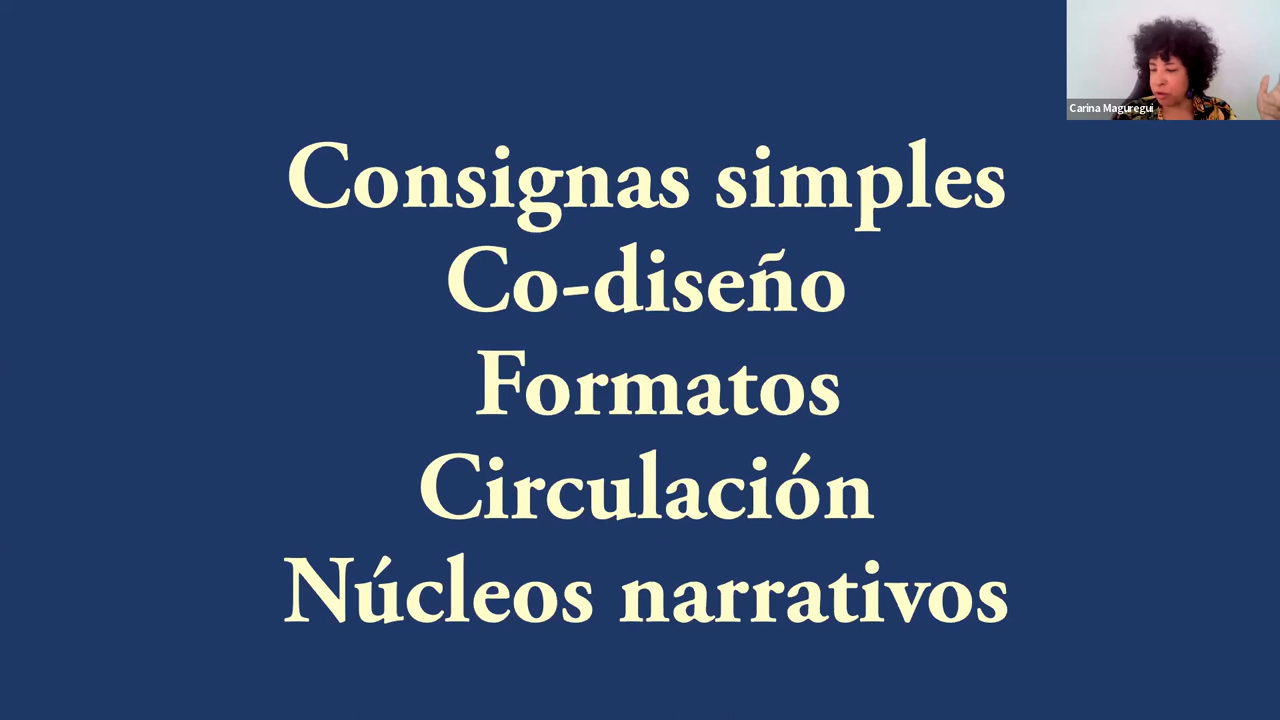 Carina Maguregui
Consignas simples
Co-diseño
Formatos
Circulación
Núcleos narrativos